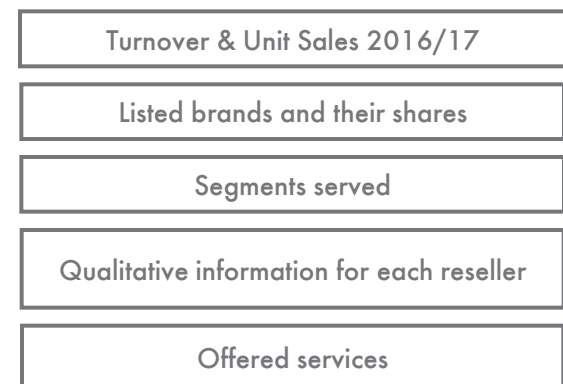 Turnover & Unit Sales 2016/17
Listed brands and their shares
Segments served
Qualitative information for each reseller
Offered services